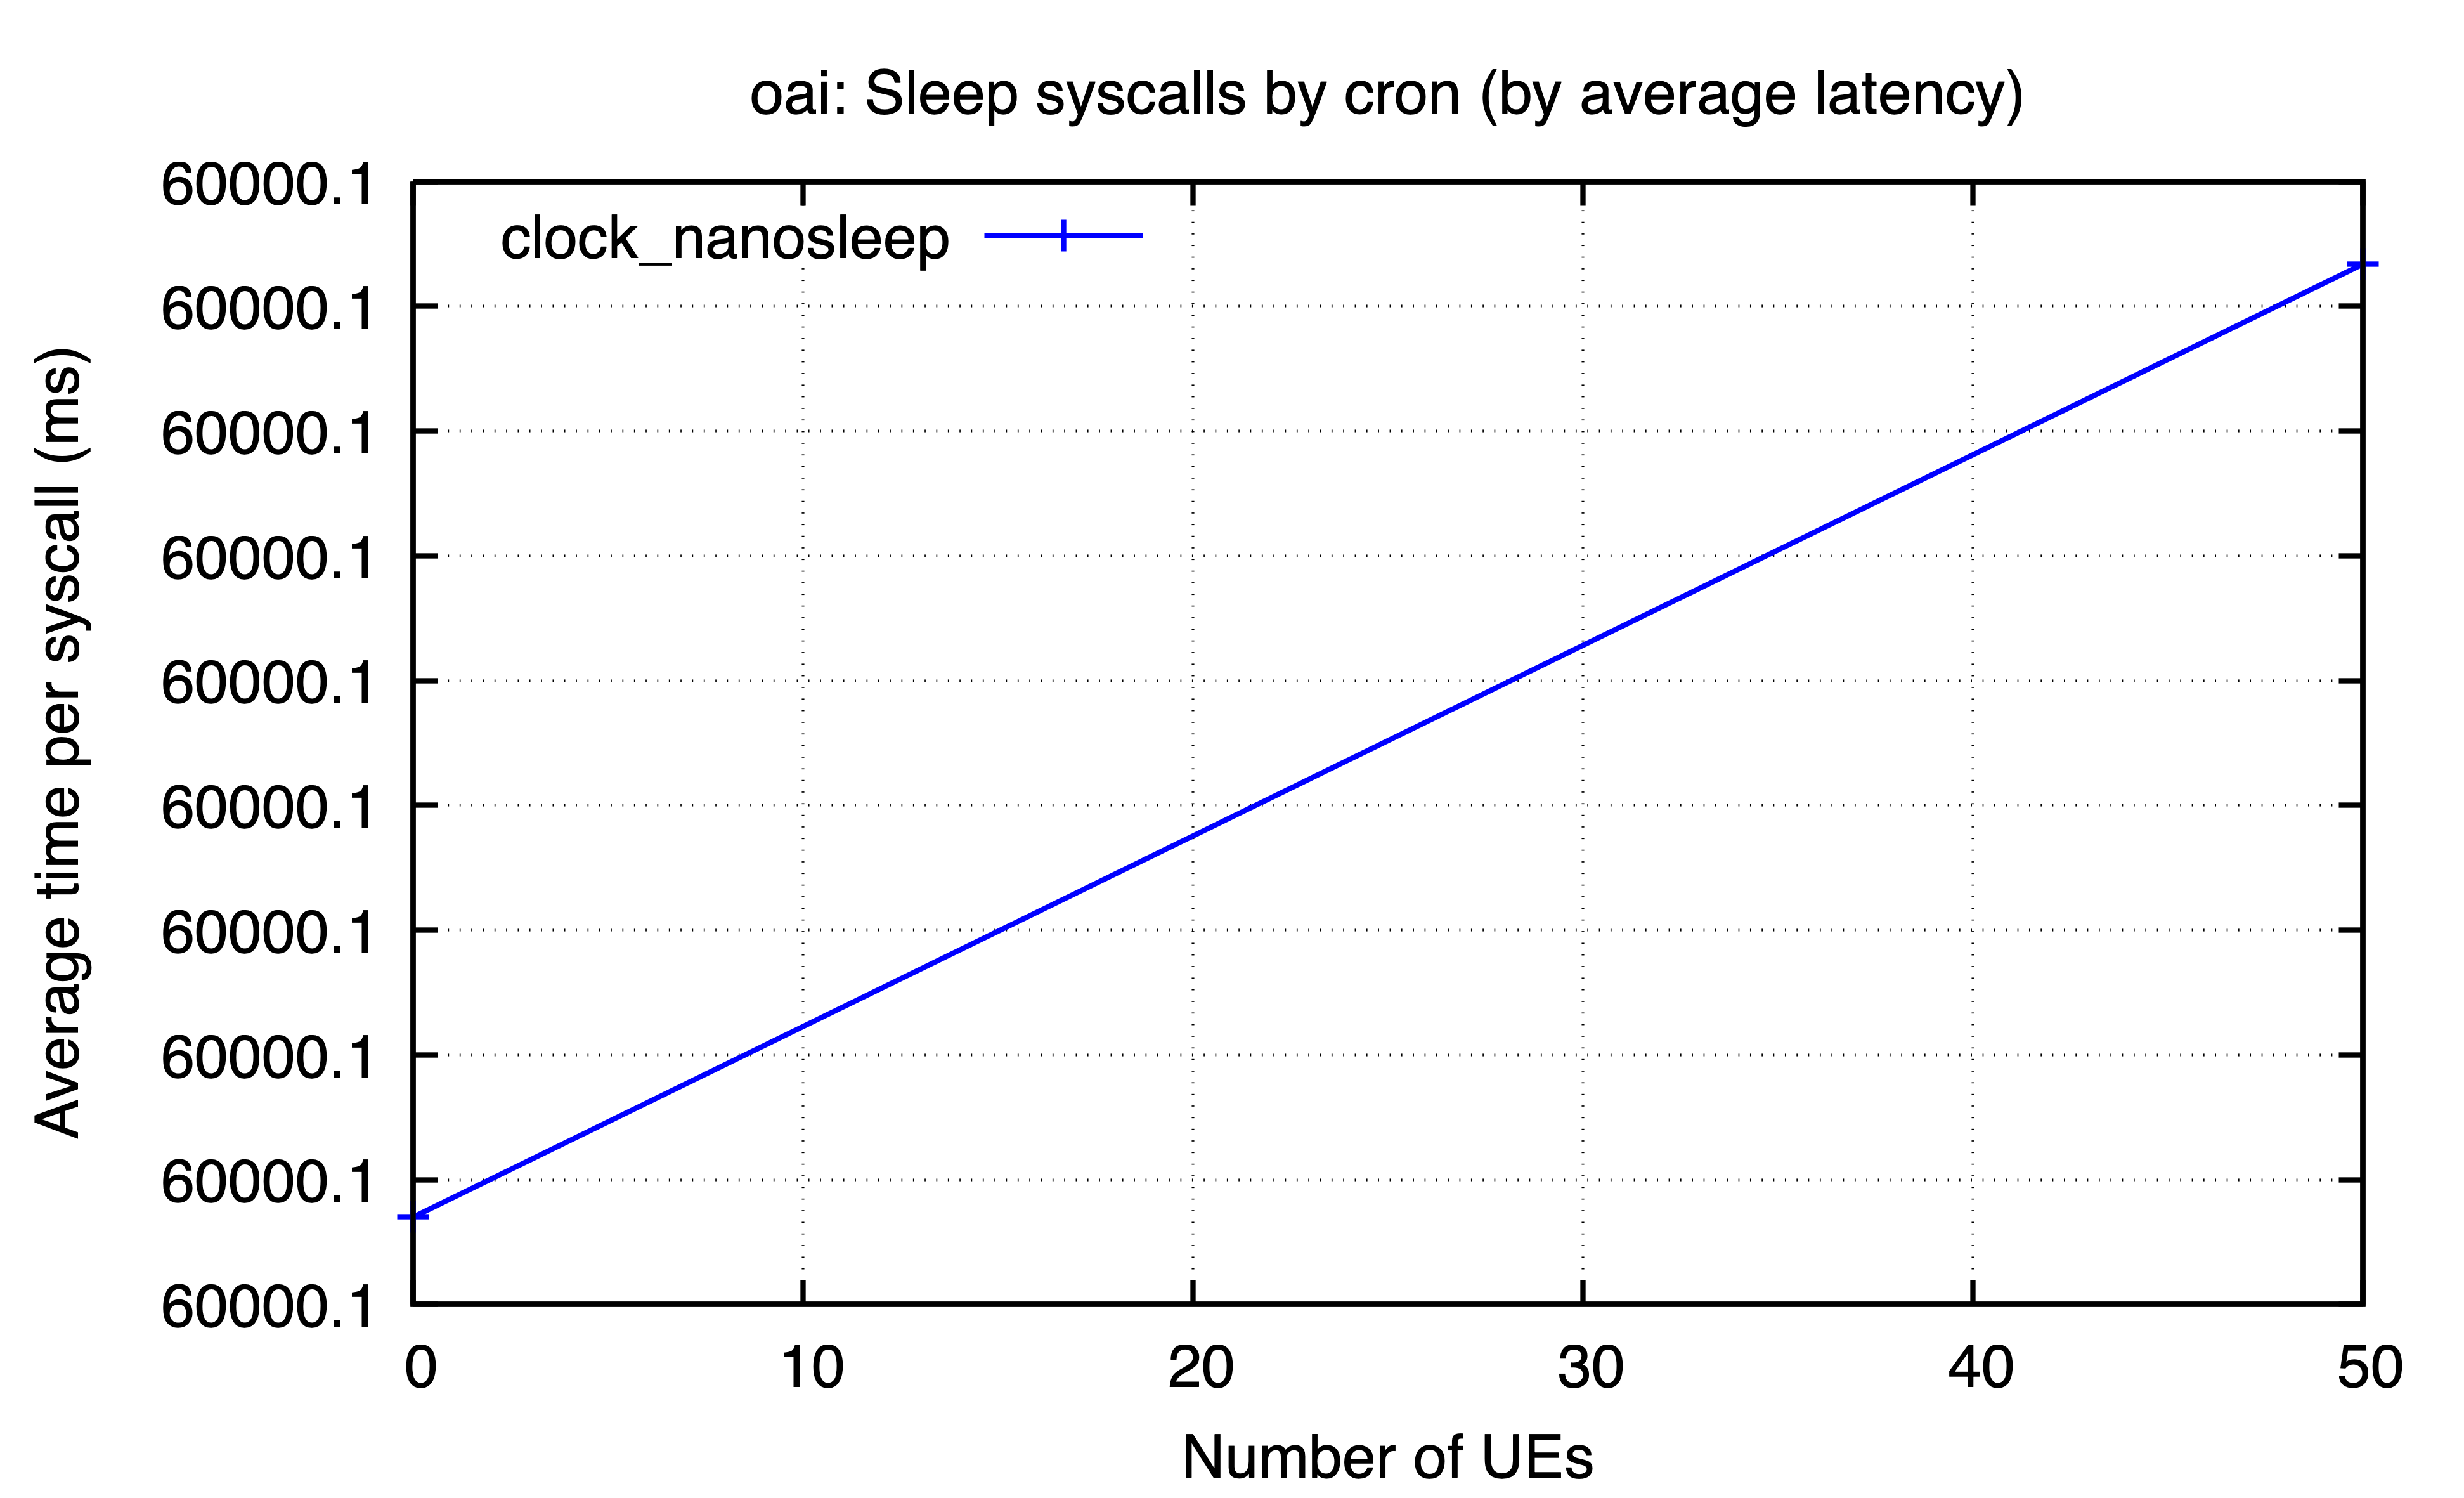 oai: Sleep syscalls by cron (by average latency)
60000.1
clock_nanosleep
60000.1
60000.1
60000.1
60000.1
60000.1
60000.1
60000.1
60000.1
60000.1
Average time per syscall (ms)
0 10 20 30 40 50
Number of UEs